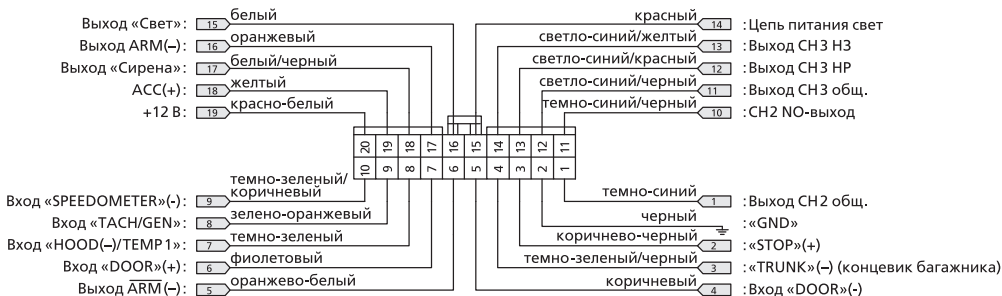 Выход «Свет»: 15 белый
Выход ARM(–): 16 оранжевый
Выход «Сирена»: 17 белый/черный
ACC(+): 18 желтый
+12 В: 19 красно-белый
красный 14 :Цепь питания свет
светло-синий/желтый 13 :Выход CH3 НЗ
светло-синий/красный 12 :Выход CH3 НР
светло-синий/черный 11 :Выход CH3 общ.
темно-синий/черный 10 :CH2 NO-выход
20 19 18 17 16 15 14 13 12 11
10 9 8 7 6 5 4 3 2 1
темно-зеленый/
Вход «SPEEDOMETER»(-): 9 коричневый
Вход «TACH/GEN»: 8 зелено-оранжевый
Вход «HOOD(–)/TEMP1»: 7 темно-зеленый
Вход «DOOR»(+): 6 фиолетовый
Выход ARM(–): 5 оранжево-белый
темно-синий 1 :Выход CH2 общ.
черный :«GND»
коричнево-черный 2 :«STOP»(+)
темно-зеленый/черный 3 :«TRUNK»(–) (концевик багажника)
коричневый 4 :Вход «DOOR»(-)